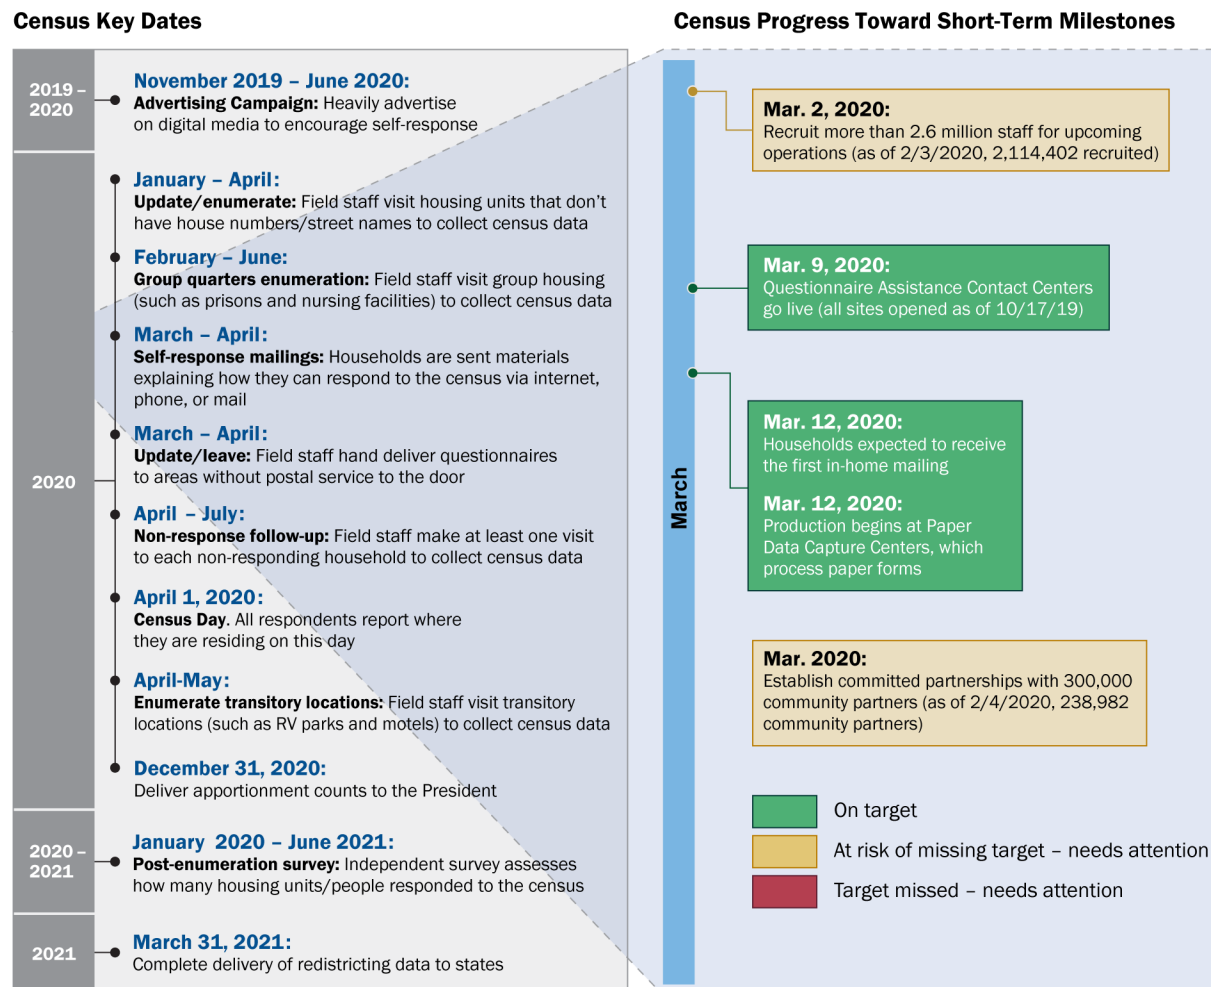 Census Key Dates
2019 –
2020
November 2019 – June 2020:
Advertising Campaign: Heavily advertise
on digital media to encourage self-response
2020
January – April:
Update/enumerate: Field staff visit housing units that don’t
have house numbers/street names to collect census data
February – June:
Group quarters enumeration: Field staff visit group housing
(such as prisons and nursing facilities) to collect census data
March – April:
Self-response mailings: Households are sent materials
explaining how they can respond to the census via internet,
phone, or mail
March – April:
Update/leave: Field staff hand deliver questionnaires
to areas without postal service to the door
April – July:
Non-response follow-up: Field staff make at least one visit
to each non-responding household to collect census data
April 1, 2020:
Census Day. All respondents report where
they are residing on this day
April-May:
Enumerate transitory locations: Field staff visit transitory
locations (such as RV parks and motels) to collect census data
December 31, 2020:
Deliver apportionment counts to the President
2020 –
2021
January 2020 – June 2021:
Post-enumeration survey: Independent survey assesses
how many housing units/people responded to the census
2021
March 31, 2021:
Complete delivery of redistricting data to states
Census Progress Toward Short-Term Milestones
March
Mar. 2, 2020:
Recruit more than 2.6 million staff for upcoming
operations (as of 2/3/2020, 2,114,402 recruited)
Mar. 9, 2020:
Questionnaire Assistance Contact Centers
go live (all sites opened as of 10/17/19)
Mar. 12, 2020:
Households expected to receive
the first in-home mailing
Mar. 12, 2020:
Production begins at Paper
Data Capture Centers, which
process paper forms
Mar. 2020:
Establish committed partnerships with 300,000
community partners (as of 2/4/2020, 238,982
community partners)
On target
At risk of missing target – needs attention
Target missed – needs attention